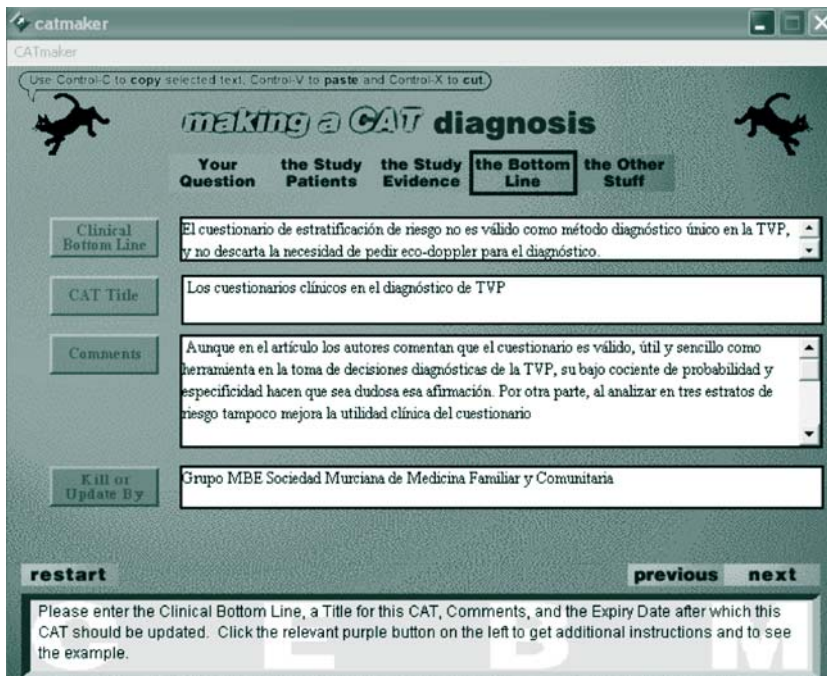 catmaker
CATmaker
Use Control-C to copy selected text, Control-V to paste and Control-X to cut.
making a CAT diagnosis
Your Question
the Study Patients
the Study Evidence
the Bottom Line
the Other Stuff
Clinical Bottom Line
El cuestionario de estratificación de riesgo no es válido como método diagnóstico único en la TVP,
y no descarta la necesidad de pedir eco-doppler para el diagnóstico.
CAT Title
Los cuestionarios clínicos en el diagnóstico de TVP
Comments
Aunque en el artículo los autores comentan que el cuestionario es válido, útil y sencillo como
herramienta en la toma de decisiones diagnósticas de la TVP, su bajo cociente de probabilidad y
especificidad hacen que sea dudosa esa afirmación. Por otra parte, al analizar en tres estratos de
riesgo tampoco mejora la utilidad clínica del cuestionario
Kill or Update By
Grupo MBE Sociedad Murciana de Medicina Familiar y Comunitaria
restart
previous
next
Please enter the Clinical Bottom Line, a Title for this CAT, Comments, and the Expiry Date after which this
CAT should be updated. Click the relevant purple button on the left to get additional instructions and to see
the example.
C E B M